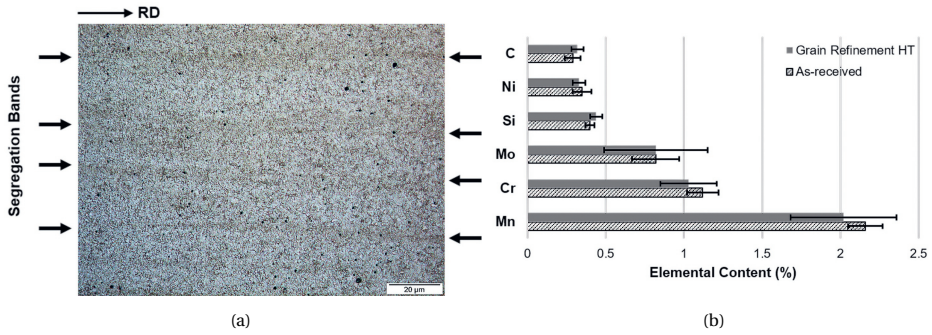 RD
Segregation Bands
20 µm
(a)
C
Ni
Si
Mo
Cr
Mn
Grain Refinement HT
As-received
0
0.5
1
1.5
2
2.5
Elemental Content (%)
(b)